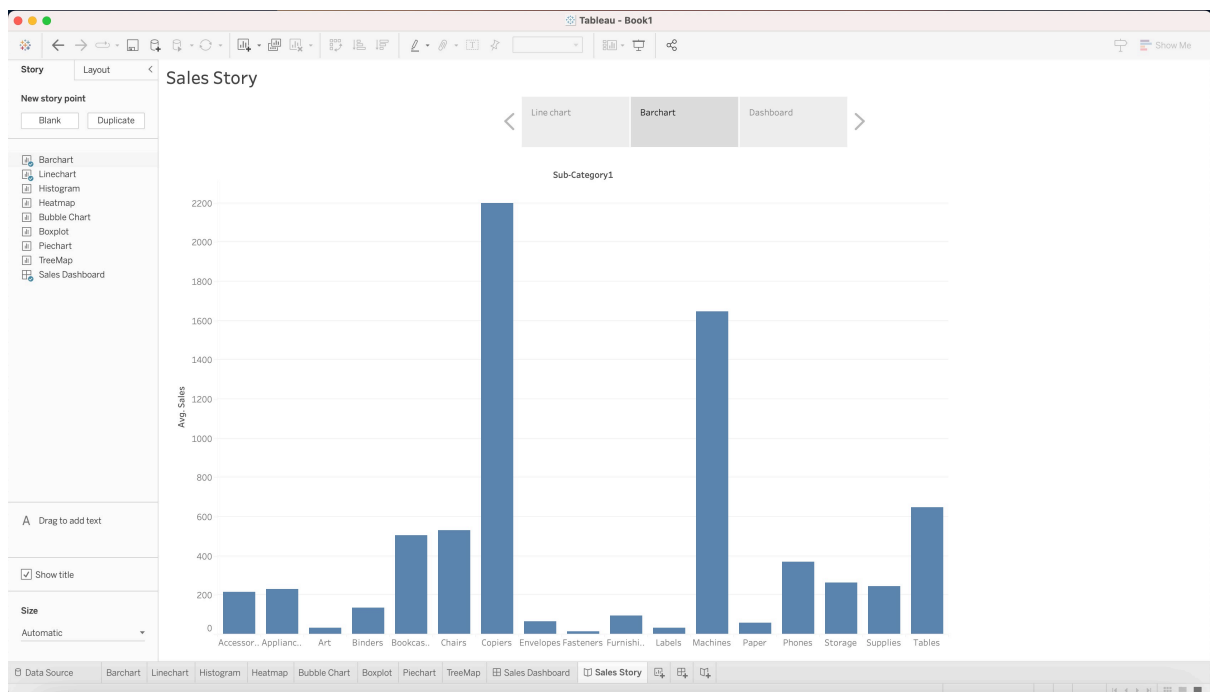 Tableau - Book1
Show Me
Story
Layout
New story point
Blank
Duplicate
Barchart
Linechart
Histogram
Heatmap
Bubble Chart
Boxplot
Piechart
TreeMap
Sales Dashboard
A Drag to add text
Show title
Size
Automatic
Sales Story
Line chart
Barchart
Dashboard
Sub-Category1
2200
2000
1800
1600
1400
1200
1000
800
600
400
200
0
Avg. Sales
Accessor.. Applianc.. Art Binders Bookcas.. Chairs Copiers Envelopes Fasteners Furnishi.. Labels Machines Paper Phones Storage Supplies Tables
Data Source Barchart Linechart Histogram Heatmap Bubble Chart Boxplot Piechart TreeMap Sales Dashboard Sales Story